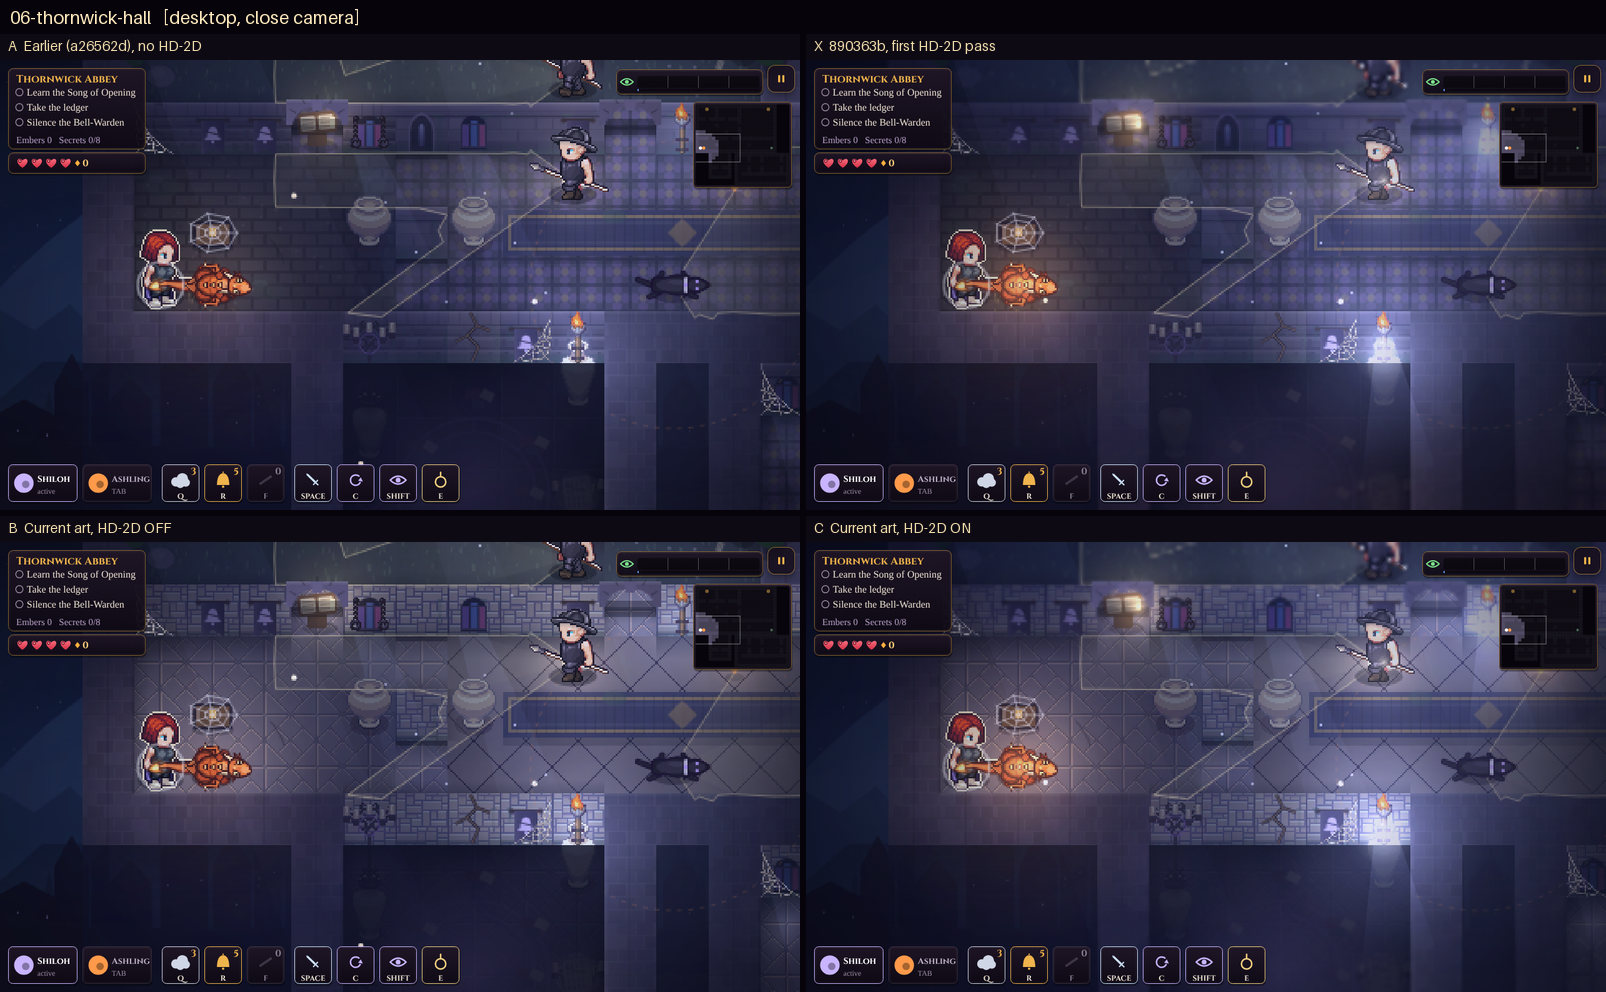 06-thornwick-hall [desktop, close camera]
A Earlier (a26562d), no HD-2D
THORNWICK ABBEY
Learn the Song of Opening
Take the ledger
Silence the Bell-Warden
Embers 0 Secrets 0/8
0
SHILOH
active
ASHLING
TAB
3
Q
5
R
0
F
SPACE
C
SHIFT
E
X 890363b, first HD-2D pass
THORNWICK ABBEY
Learn the Song of Opening
Take the ledger
Silence the Bell-Warden
Embers 0 Secrets 0/8
0
SHILOH
active
ASHLING
TAB
3
Q
5
R
0
F
SPACE
C
SHIFT
E
B Current art, HD-2D OFF
THORNWICK ABBEY
Learn the Song of Opening
Take the ledger
Silence the Bell-Warden
Embers 0 Secrets 0/8
0
SHILOH
active
ASHLING
TAB
3
Q
5
R
0
F
SPACE
C
SHIFT
E
C Current art, HD-2D ON
THORNWICK ABBEY
Learn the Song of Opening
Take the ledger
Silence the Bell-Warden
Embers 0 Secrets 0/8
0
SHILOH
active
ASHLING
TAB
3
Q
5
R
0
F
SPACE
C
SHIFT
E